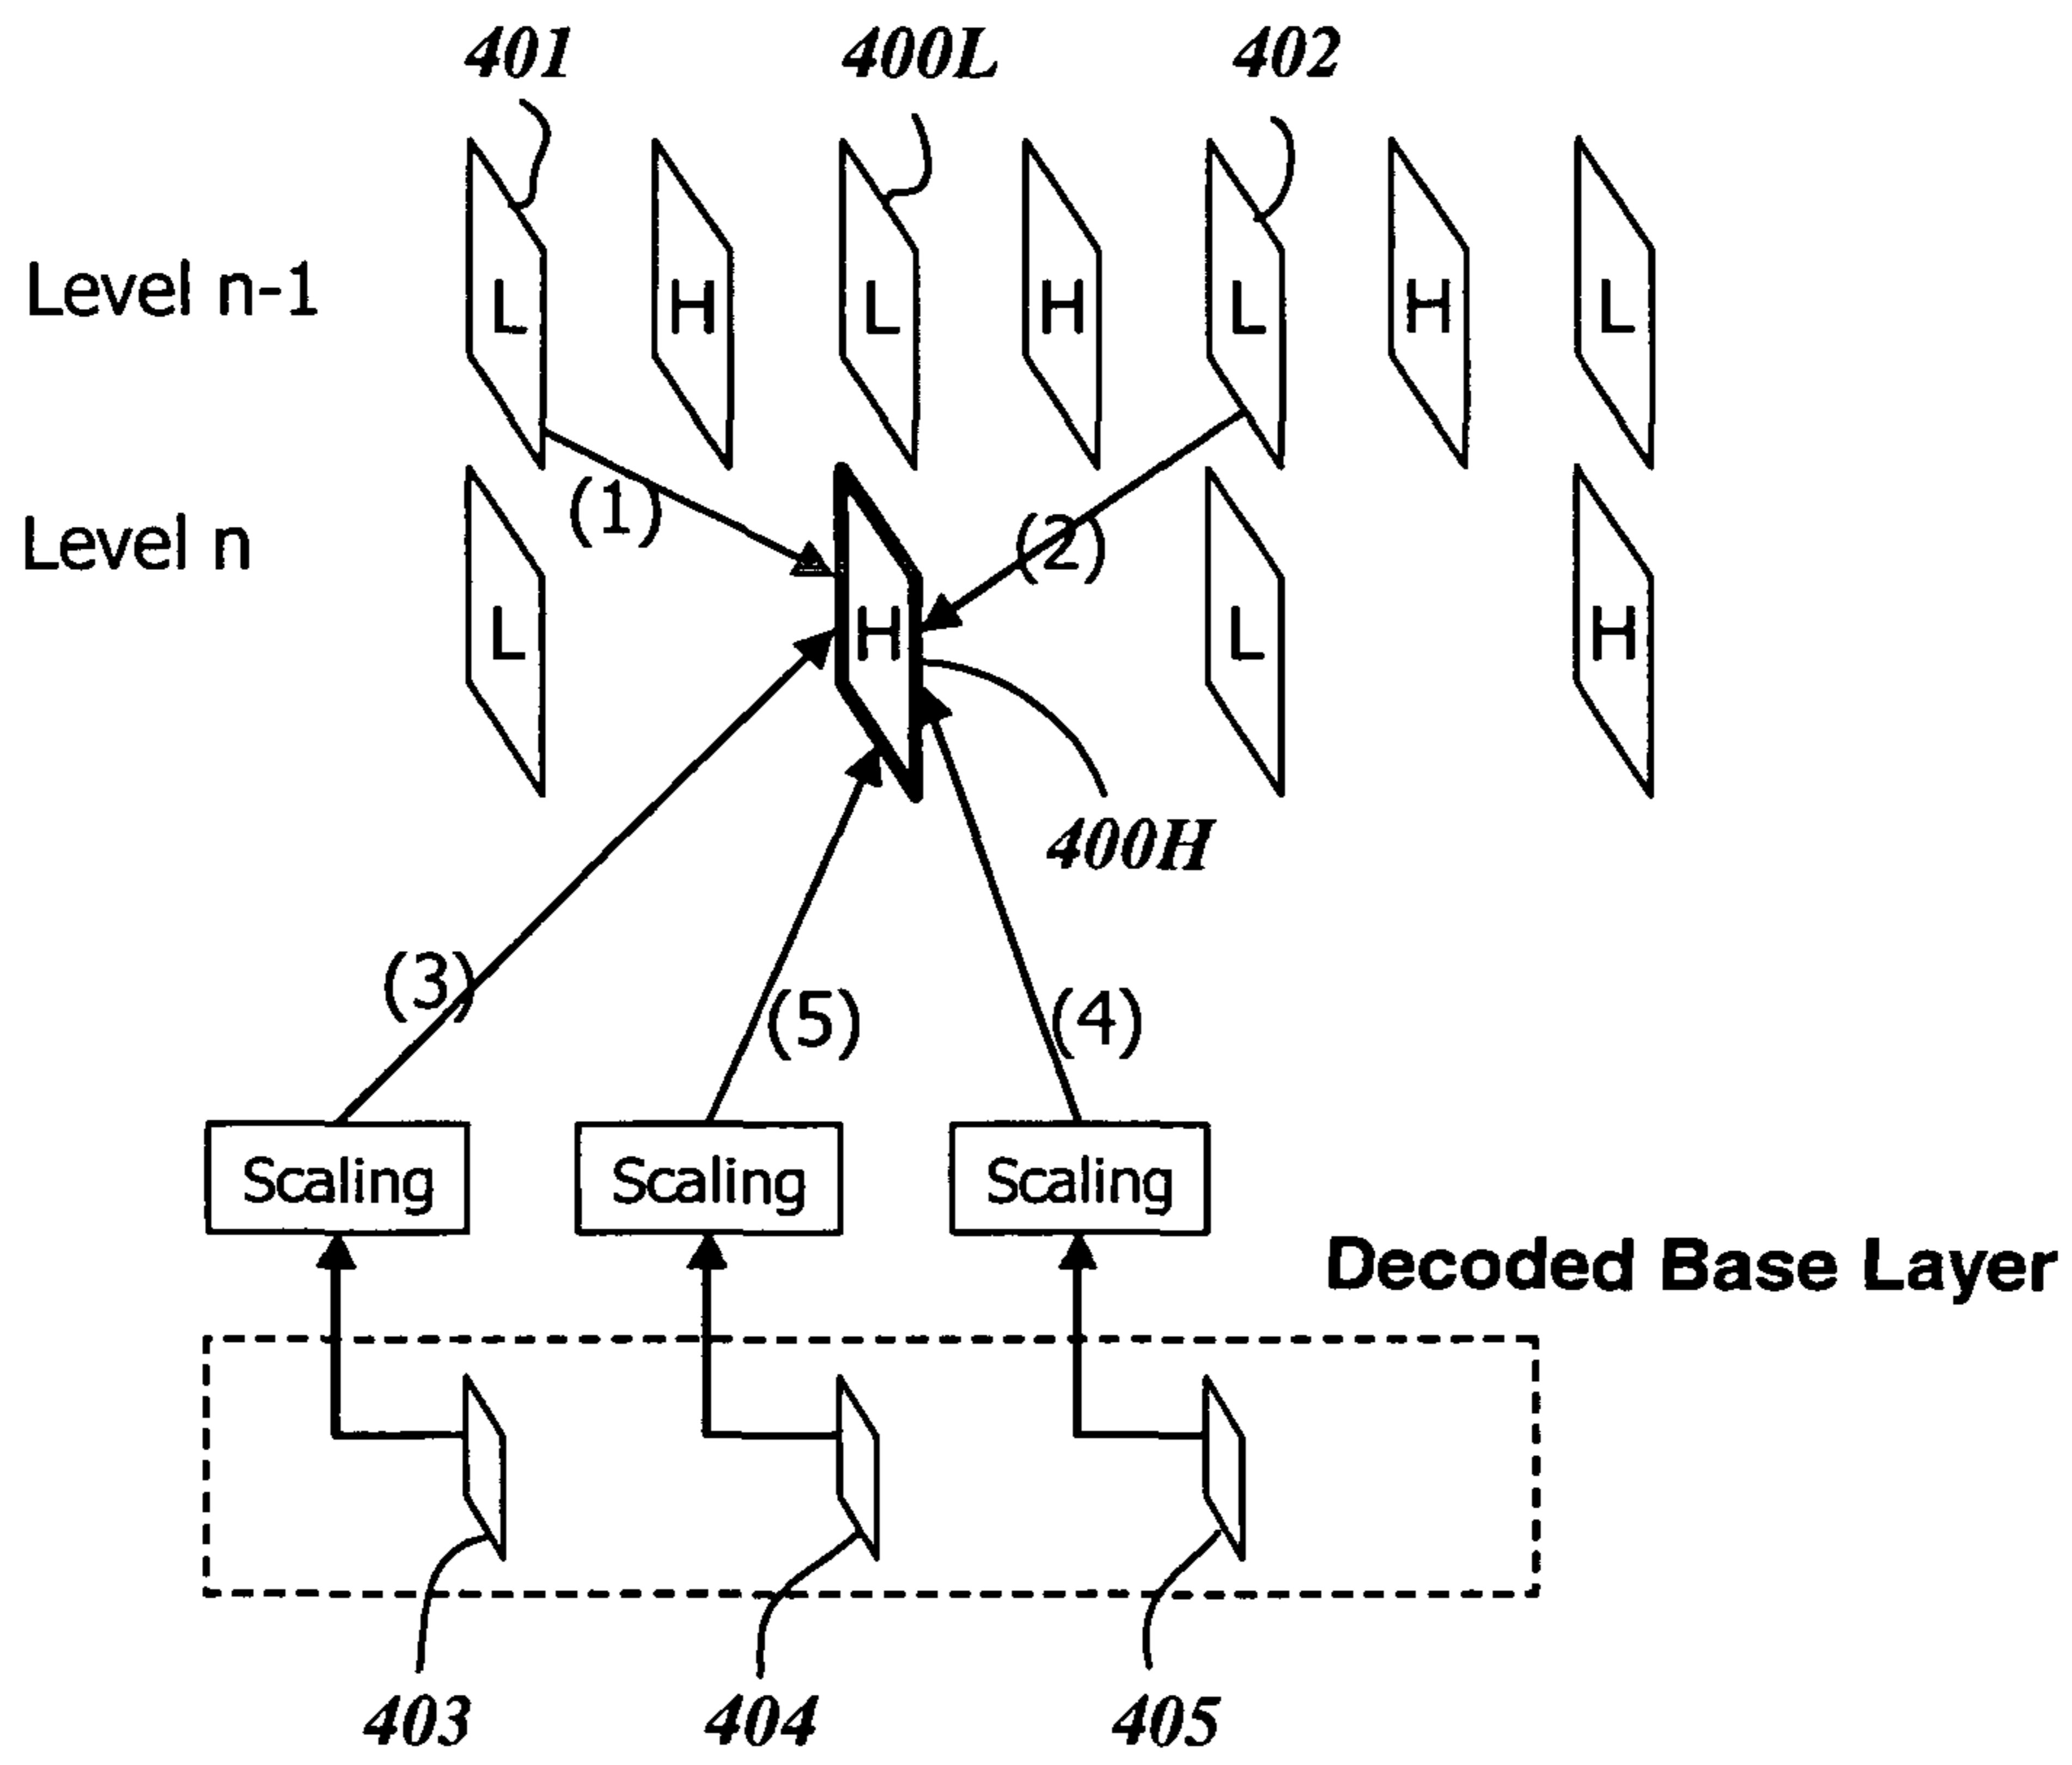 401 400L 402
Level n-1 L H L H L H L
(1) (2)
Level n L H L H
400H
(3) (5) (4)
Scaling Scaling Scaling
Decoded Base Layer
403 404 405